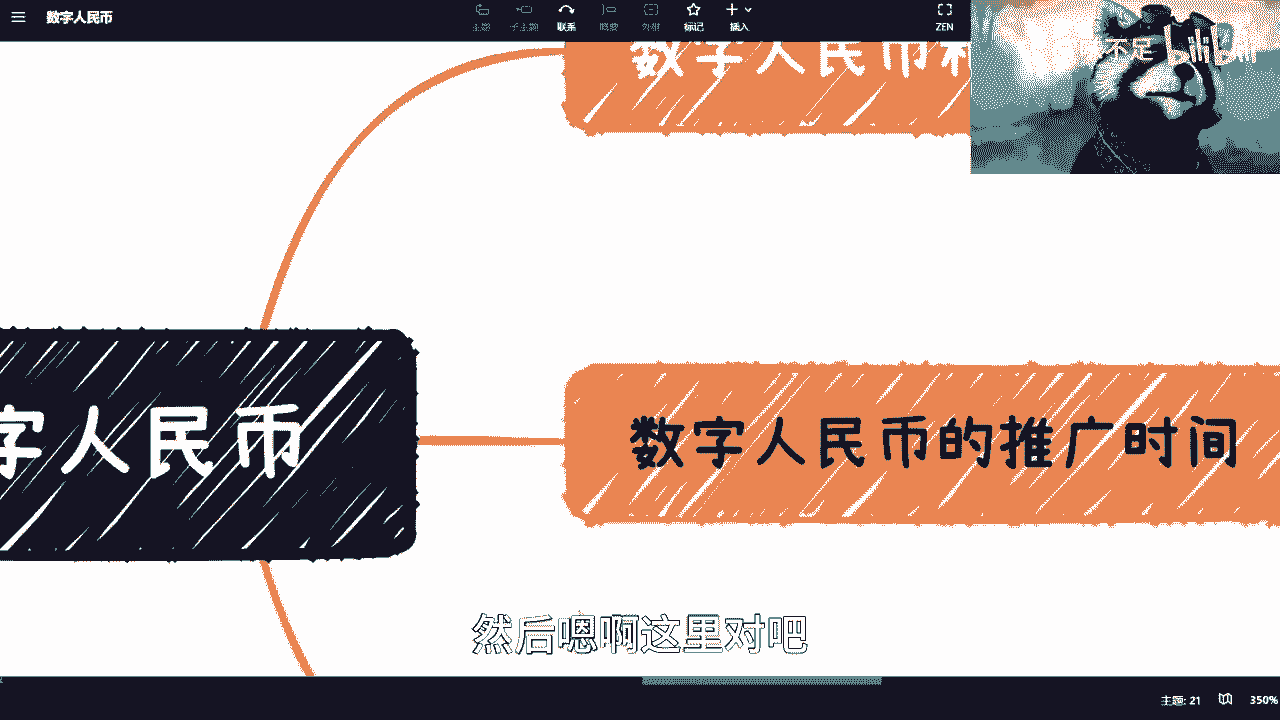 数字人民币
主题
子主题
联系
概要
外框
标记
插入
ZEN
不足
bilibili
数字人民币和
字人民币
数字人民币的推广时间
然后嗯啊这里对吧
主题: 21
350%